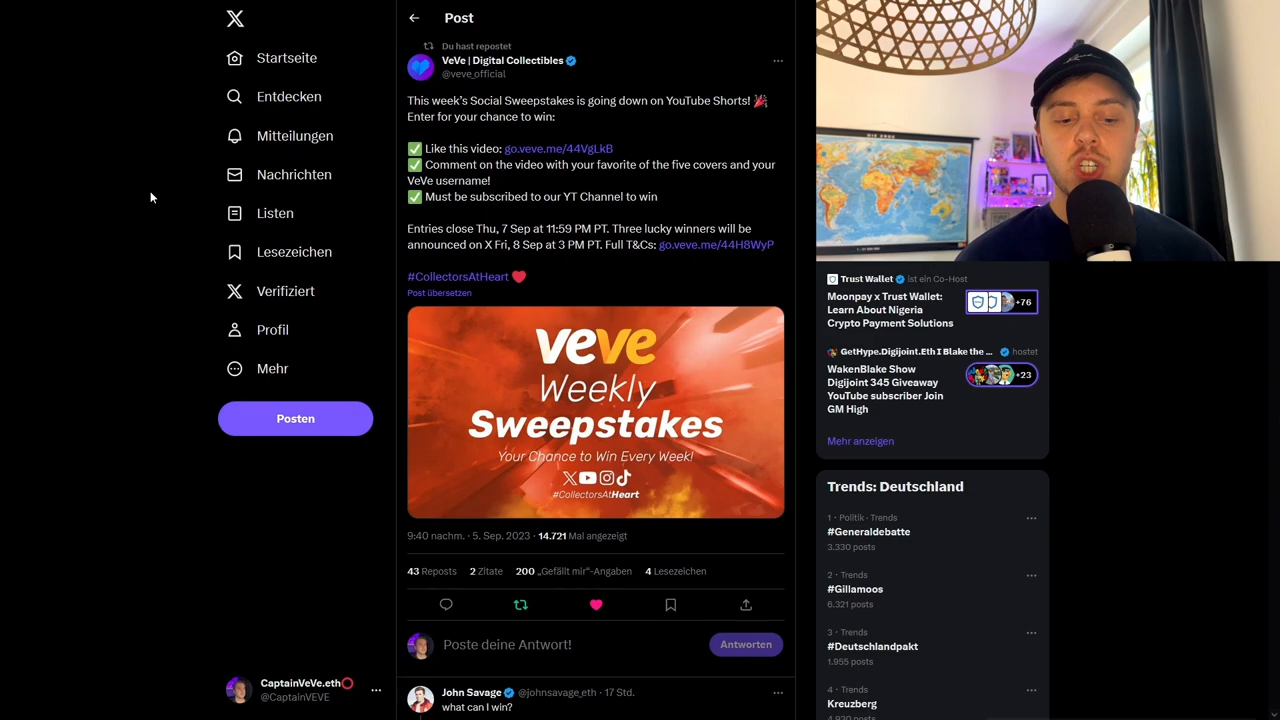 Startseite
Entdecken
Mitteilungen
Nachrichten
Listen
Lesezeichen
Verifiziert
Profil
Mehr
Posten
CaptainVeVe.eth⭕
@CaptainVEVE
Post
Du hast repostet
VeVe | Digital Collectibles
@veve_official
This week’s Social Sweepstakes is going down on YouTube Shorts! 🎉
Enter for your chance to win:
✅ Like this video: go.veve.me/44VgLkB
✅ Comment on the video with your favorite of the five covers and your
VeVe username!
✅ Must be subscribed to our YT Channel to win
Entries close Thu, 7 Sep at 11:59 PM PT. Three lucky winners will be
announced on X Fri, 8 Sep at 3 PM PT. Full T&Cs: go.veve.me/44H8WyP
#CollectorsAtHeart ❤️
Post übersetzen
veve
Weekly
Sweepstakes
Your Chance to Win Every Week!
#CollectorsAtHeart
9:40 nachm. · 5. Sep. 2023 · 14.721 Mal angezeigt
43 Reposts 2 Zitate 200 „Gefällt mir“-Angaben 4 Lesezeichen
Poste deine Antwort!
Antworten
John Savage @johnsavage_eth · 17 Std.
what can I win?
Trust Wallet ist ein Co-Host
Moonpay x Trust Wallet:
Learn About Nigeria
Crypto Payment Solutions
+76
GetHype.Digijoint.Eth I Blake the ... hostet
WakenBlake Show
Digijoint 345 Giveaway
YouTube subscriber Join
GM High
+23
Mehr anzeigen
Trends: Deutschland
1 · Politik · Trends
#Generaldebatte
3.330 posts
2 · Trends
#Gillamoos
6.321 posts
3 · Trends
#Deutschlandpakt
1.955 posts
4 · Trends
Kreuzberg